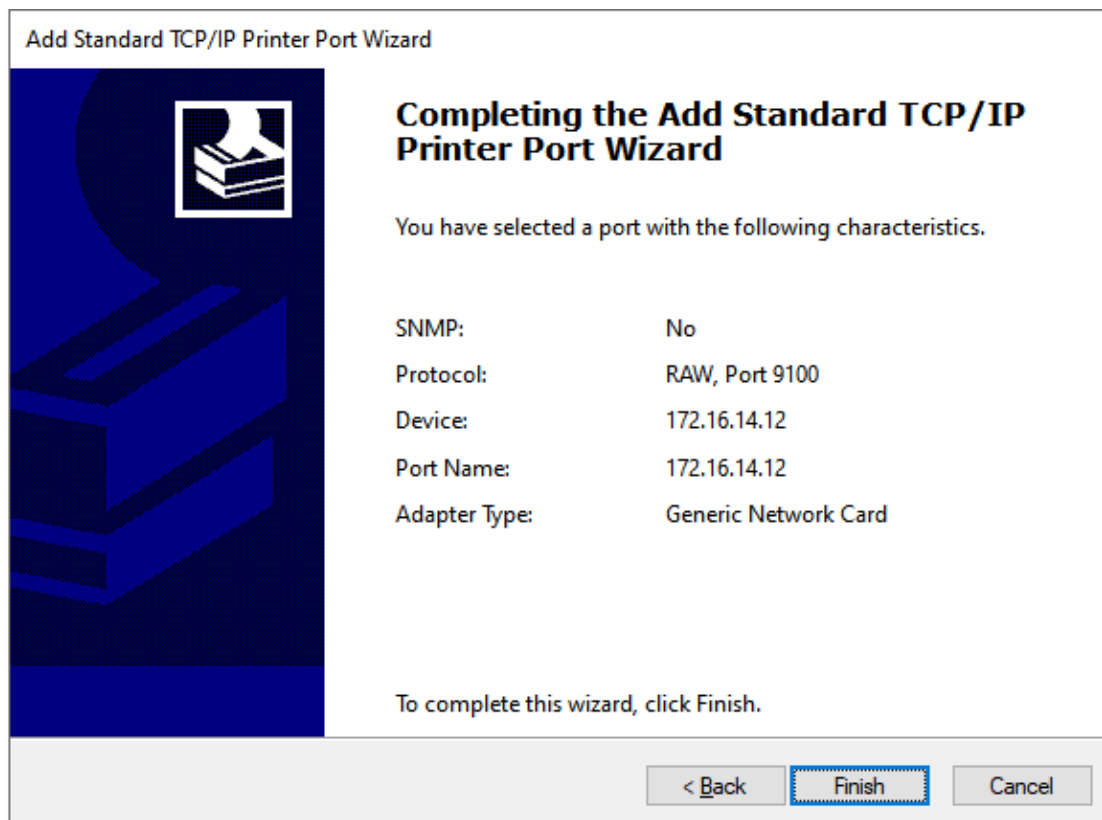 Add Standard TCP/IP Printer Port Wizard
Completing the Add Standard TCP/IP
Printer Port Wizard
You have selected a port with the following characteristics.
SNMP: No
Protocol: RAW, Port 9100
Device: 172.16.14.12
Port Name: 172.16.14.12
Adapter Type: Generic Network Card
To complete this wizard, click Finish.
< Back Finish Cancel